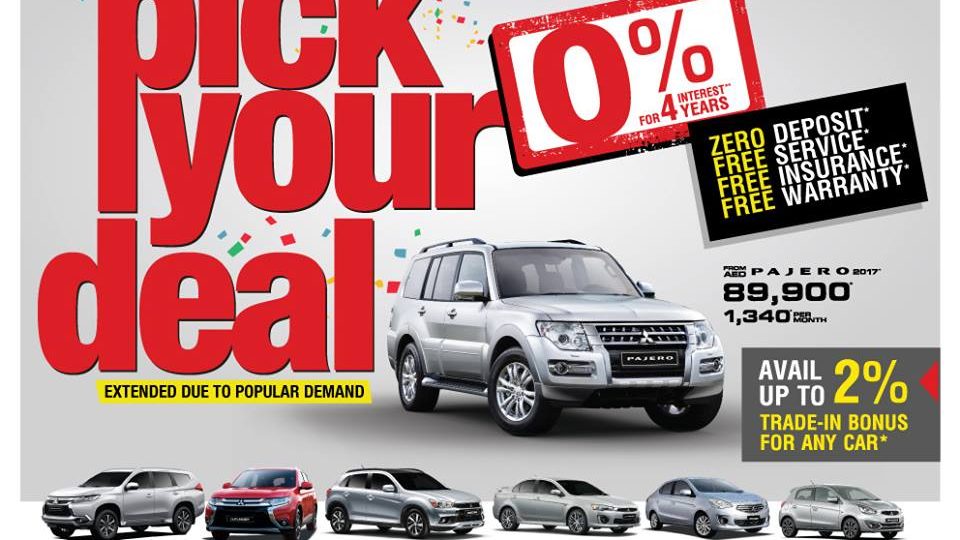 pick
your
deal
EXTENDED DUE TO POPULAR DEMAND
0%
INTEREST**
FOR 4 YEARS
ZERO DEPOSIT*
FREE SERVICE*
FREE INSURANCE*
FREE WARRANTY*
FROM
AED PAJERO 2017*
89,900*
1,340* PER
MONTH
PAJERO
AVAIL
UP TO 2%
TRADE-IN BONUS
FOR ANY CAR*